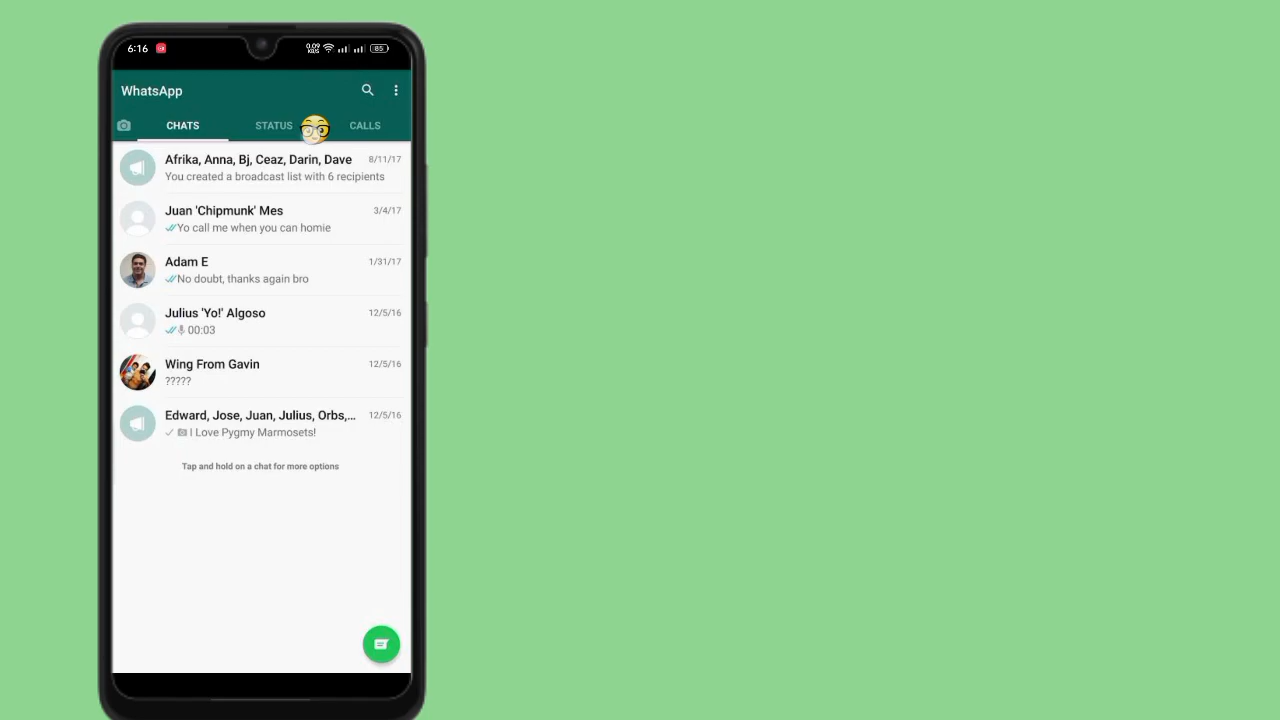 6:16 0.09 KB/S 85
WhatsApp
CHATS STATUS CALLS
Afrika, Anna, Bj, Ceaz, Darin, Dave 8/11/17
You created a broadcast list with 6 recipients
Juan 'Chipmunk' Mes 3/4/17
Yo call me when you can homie
Adam E 1/31/17
No doubt, thanks again bro
Julius 'Yo!' Algoso 12/5/16
00:03
Wing From Gavin 12/5/16
?????
Edward, Jose, Juan, Julius, Orbs,... 12/5/16
I Love Pygmy Marmosets!
Tap and hold on a chat for more options